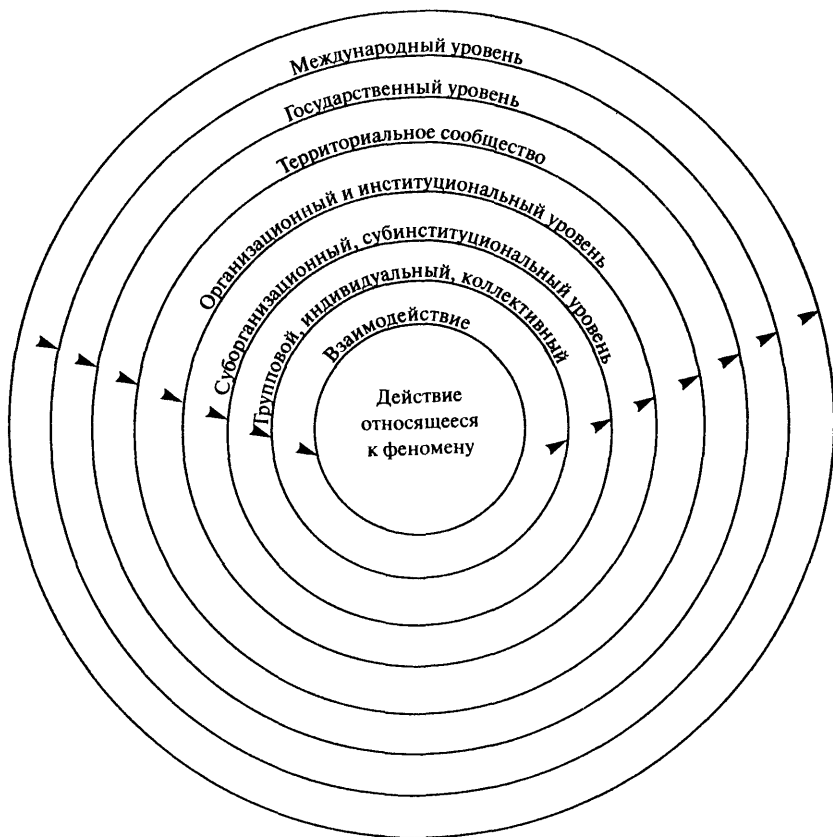 Международный уровень
Государственный уровень
Территориальное сообщество
Организационный и институциональный уровень
Суборганизационный, субинституциональный уровень
Групповой, индивидуальный, коллективный
Взаимодействие
Действие
относящееся
к феномену